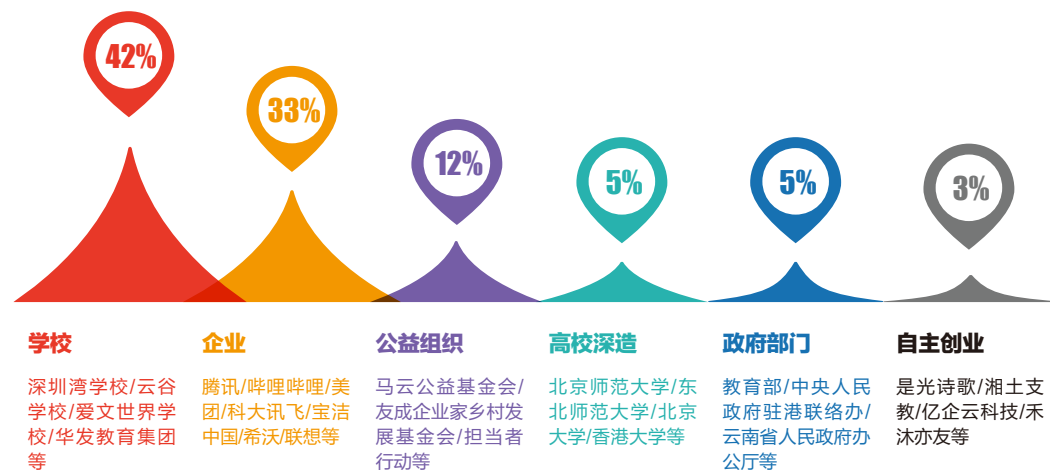 42%
33%
12%
5%
5%
3%
学校
深圳湾学校/云谷
学校/爱文世界学
校/华发教育集团
等
企业
腾讯/哔哩哔哩/美
团/科大讯飞/宝洁
中国/希沃/联想等
公益组织
马云公益基金会/
友成企业家乡村发
展基金会/担当者
行动等
高校深造
北京师范大学/东
北师范大学/北京
大学/香港大学等
政府部门
教育部/中央人民
政府驻港联络办/
云南省人民政府办
公厅等
自主创业
是光诗歌/湘土支
教/亿企云科技/禾
沐亦友等